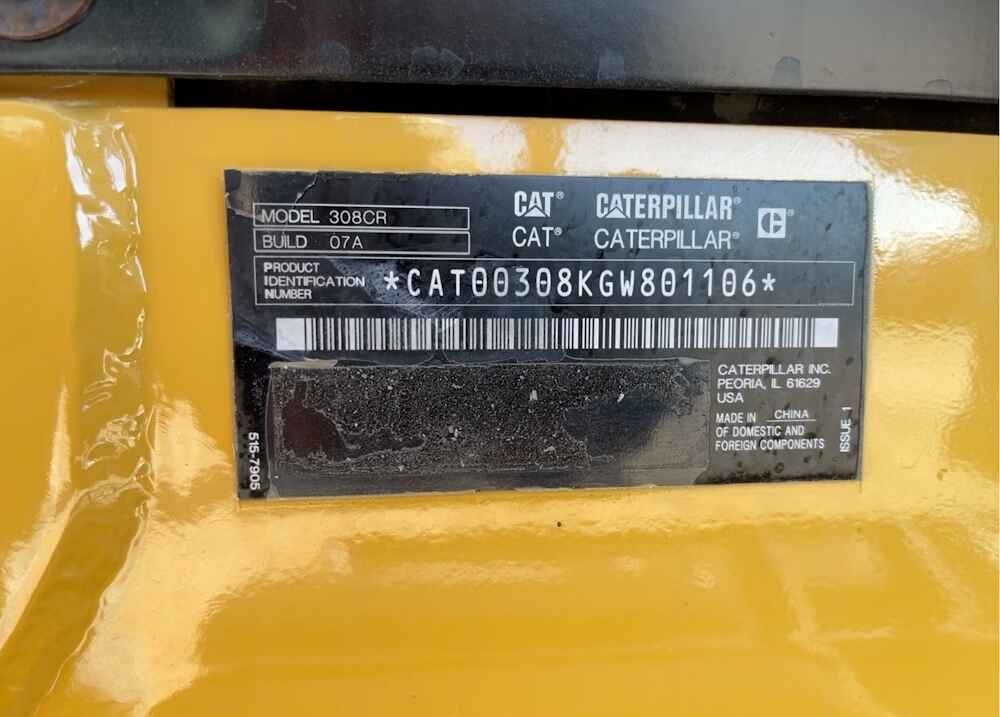 MODEL 308CR
BUILD 07A
CAT® CATERPILLAR® C®
CAT® CATERPILLAR®
PRODUCT
IDENTIFICATION
NUMBER
*CAT00308KGW801106*
CATERPILLAR INC.
PEORIA, IL 61629
USA
MADE IN CHINA
OF DOMESTIC AND
FOREIGN COMPONENTS
ISSUE 1
515-7905